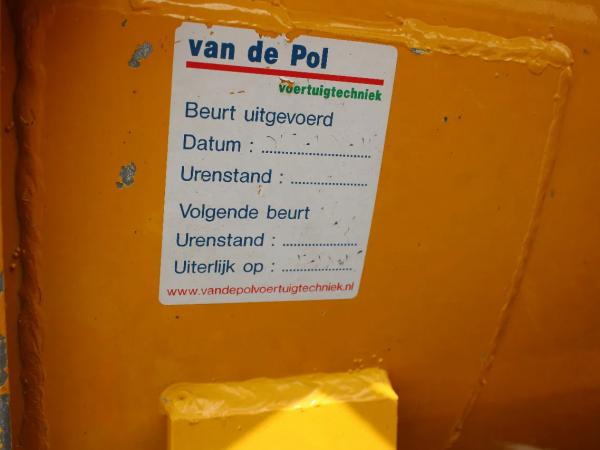 van de Pol
voertuigtechniek
Beurt uitgevoerd
Datum : ........................
Urenstand : .................
Volgende beurt
Urenstand : .................
Uiterlijk op : .................
www.vandepolvoertuigtechniek.nl